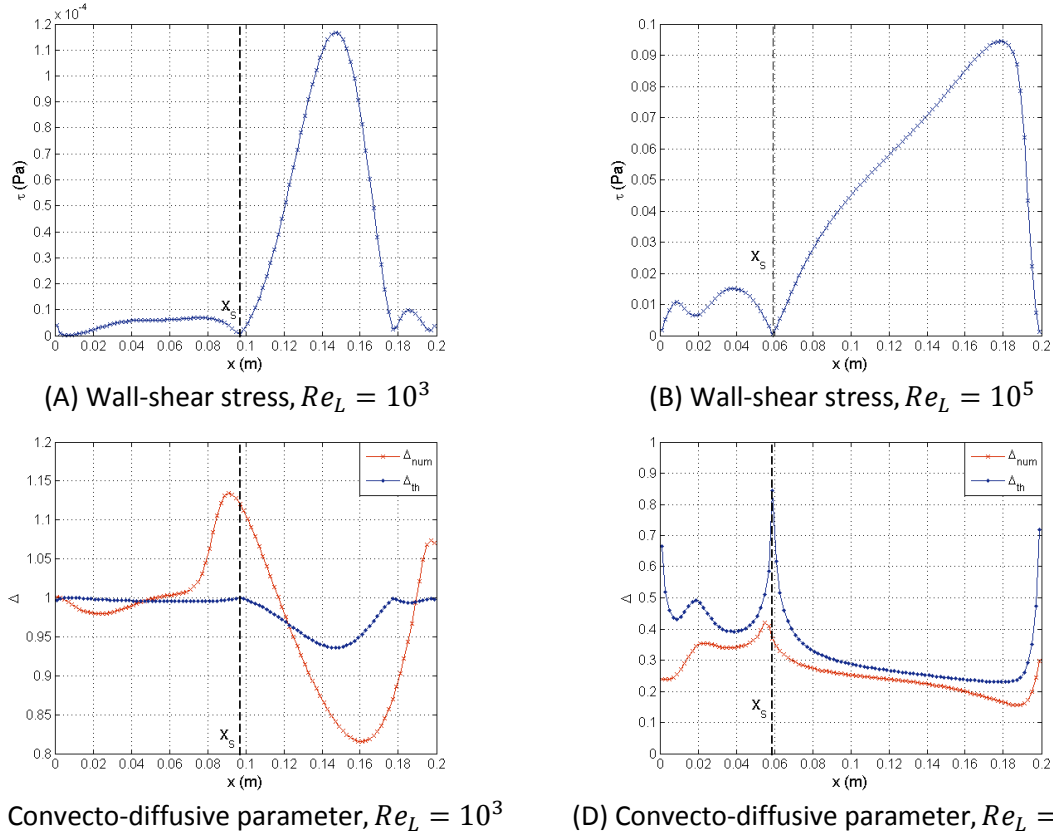 x 10⁻⁴
1.2
1.1
1
0.9
0.8
0.7
0.6
0.5
0.4
0.3
0.2
0.1
0
τ (Pa)
x_s
0 0.02 0.04 0.06 0.08 0.1 0.12 0.14 0.16 0.18 0.2
x (m)
(A) Wall-shear stress, Re_L = 10³
0.1
0.09
0.08
0.07
0.06
0.05
0.04
0.03
0.02
0.01
0
τ (Pa)
x_s
0 0.02 0.04 0.06 0.08 0.1 0.12 0.14 0.16 0.18 0.2
x (m)
(B) Wall-shear stress, Re_L = 10⁵
1.2
1.15
1.1
1.05
1
0.95
0.9
0.85
0.8
Δ
Δ_num
Δ_th
x_s
0 0.02 0.04 0.06 0.08 0.1 0.12 0.14 0.16 0.18 0.2
x (m)
Convecto-diffusive parameter, Re_L = 10³
1
0.9
0.8
0.7
0.6
0.5
0.4
0.3
0.2
0.1
0
Δ
Δ_num
Δ_th
x_s
0 0.02 0.04 0.06 0.08 0.1 0.12 0.14 0.16 0.18 0.2
x (m)
(D) Convecto-diffusive parameter, Re_L =